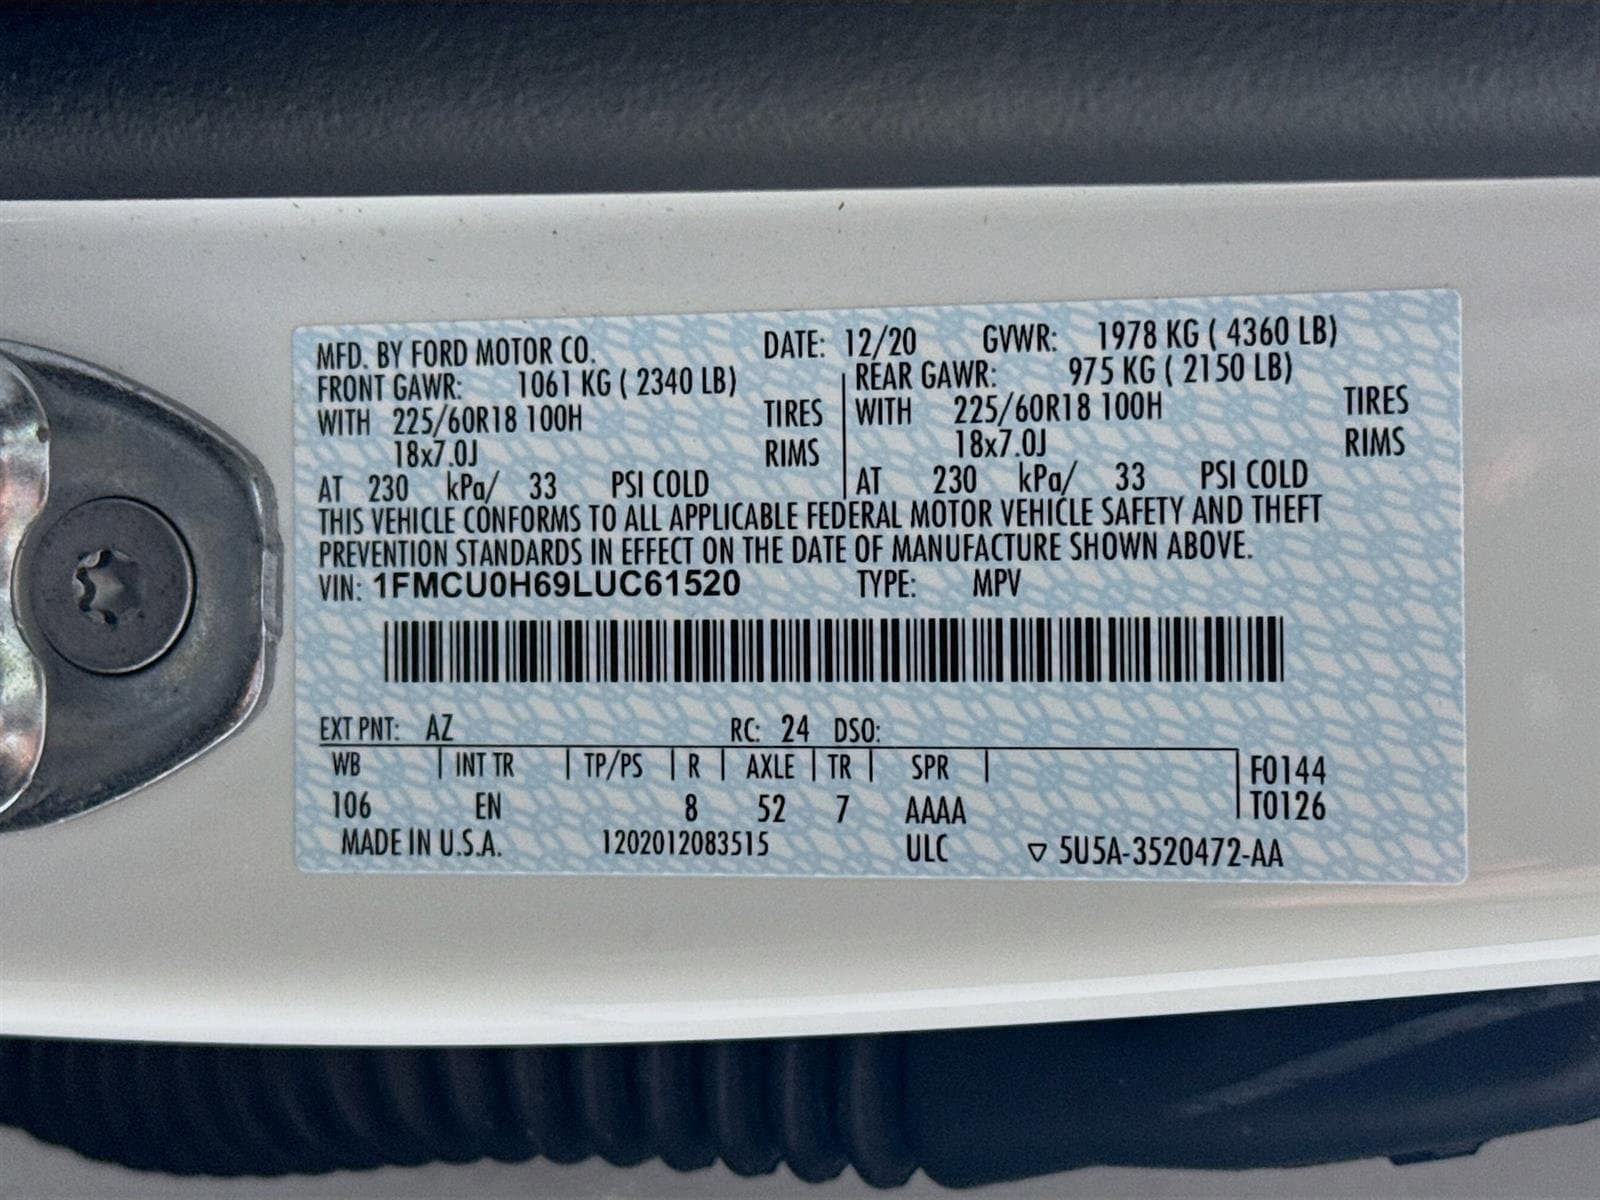 MFD. BY FORD MOTOR CO. DATE: 12/20 GVWR: 1978 KG ( 4360 LB)
FRONT GAWR: 1061 KG ( 2340 LB) REAR GAWR: 975 KG ( 2150 LB)
WITH 225/60R18 100H TIRES WITH 225/60R18 100H TIRES
18x7.0J RIMS 18x7.0J RIMS
AT 230 kPa/ 33 PSI COLD AT 230 kPa/ 33 PSI COLD
THIS VEHICLE CONFORMS TO ALL APPLICABLE FEDERAL MOTOR VEHICLE SAFETY AND THEFT
PREVENTION STANDARDS IN EFFECT ON THE DATE OF MANUFACTURE SHOWN ABOVE.
VIN: 1FMCU0H69LUC61520 TYPE: MPV
EXT PNT: AZ RC: 24 DSO:
WB INT TR TP/PS R AXLE TR SPR F0144
106 EN 8 52 7 AAAA T0126
MADE IN U.S.A. 1202012083515 ULC ▽ 5U5A-3520472-AA